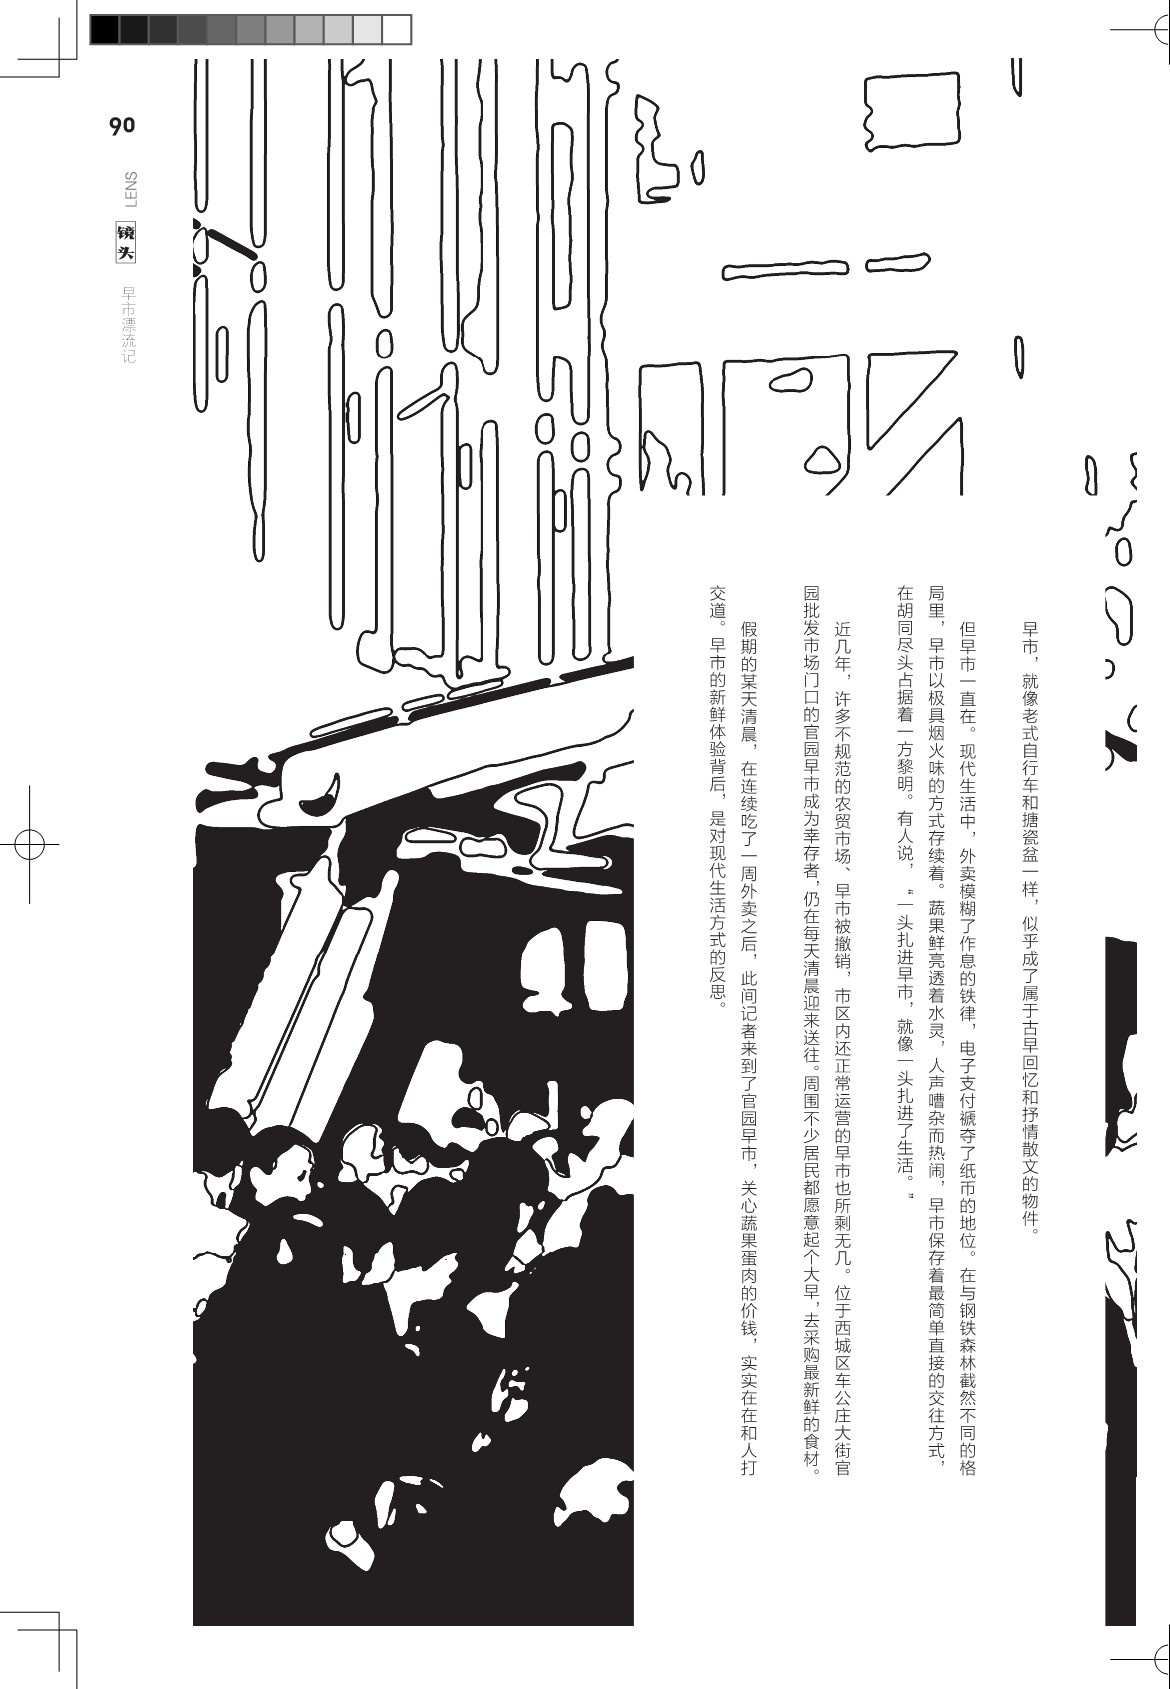 90
LENS
镜头
早市漂流记
早市，就像老式自行车和搪瓷盆一样，似乎成了属于古早回忆和抒情散文的物件。
但早市一直在。现代生活中，外卖模糊了作息的铁律，电子支付褫夺了纸币的地位。在与钢铁森林截然不同的格
局里，早市以极具烟火味的方式存续着。蔬果鲜亮透着水灵，人声嘈杂而热闹，早市保存着最简单直接的交往方式，
在胡同尽头占据着一方黎明。有人说，“一头扎进早市，就像一头扎进了生活。”
近几年，许多不规范的农贸市场、早市被撤销，市区内还正常运营的早市也所剩无几。位于西城区车公庄大街官
园批发市场门口的官园早市成为幸存者，仍在每天清晨迎来送往。周围不少居民都愿意起个大早，去采购最新鲜的食材。
假期的某天清晨，在连续吃了一周外卖之后，此间记者来到了官园早市，关心蔬果蛋肉的价钱，实实在在和人打
交道。早市的新鲜体验背后，是对现代生活方式的反思。